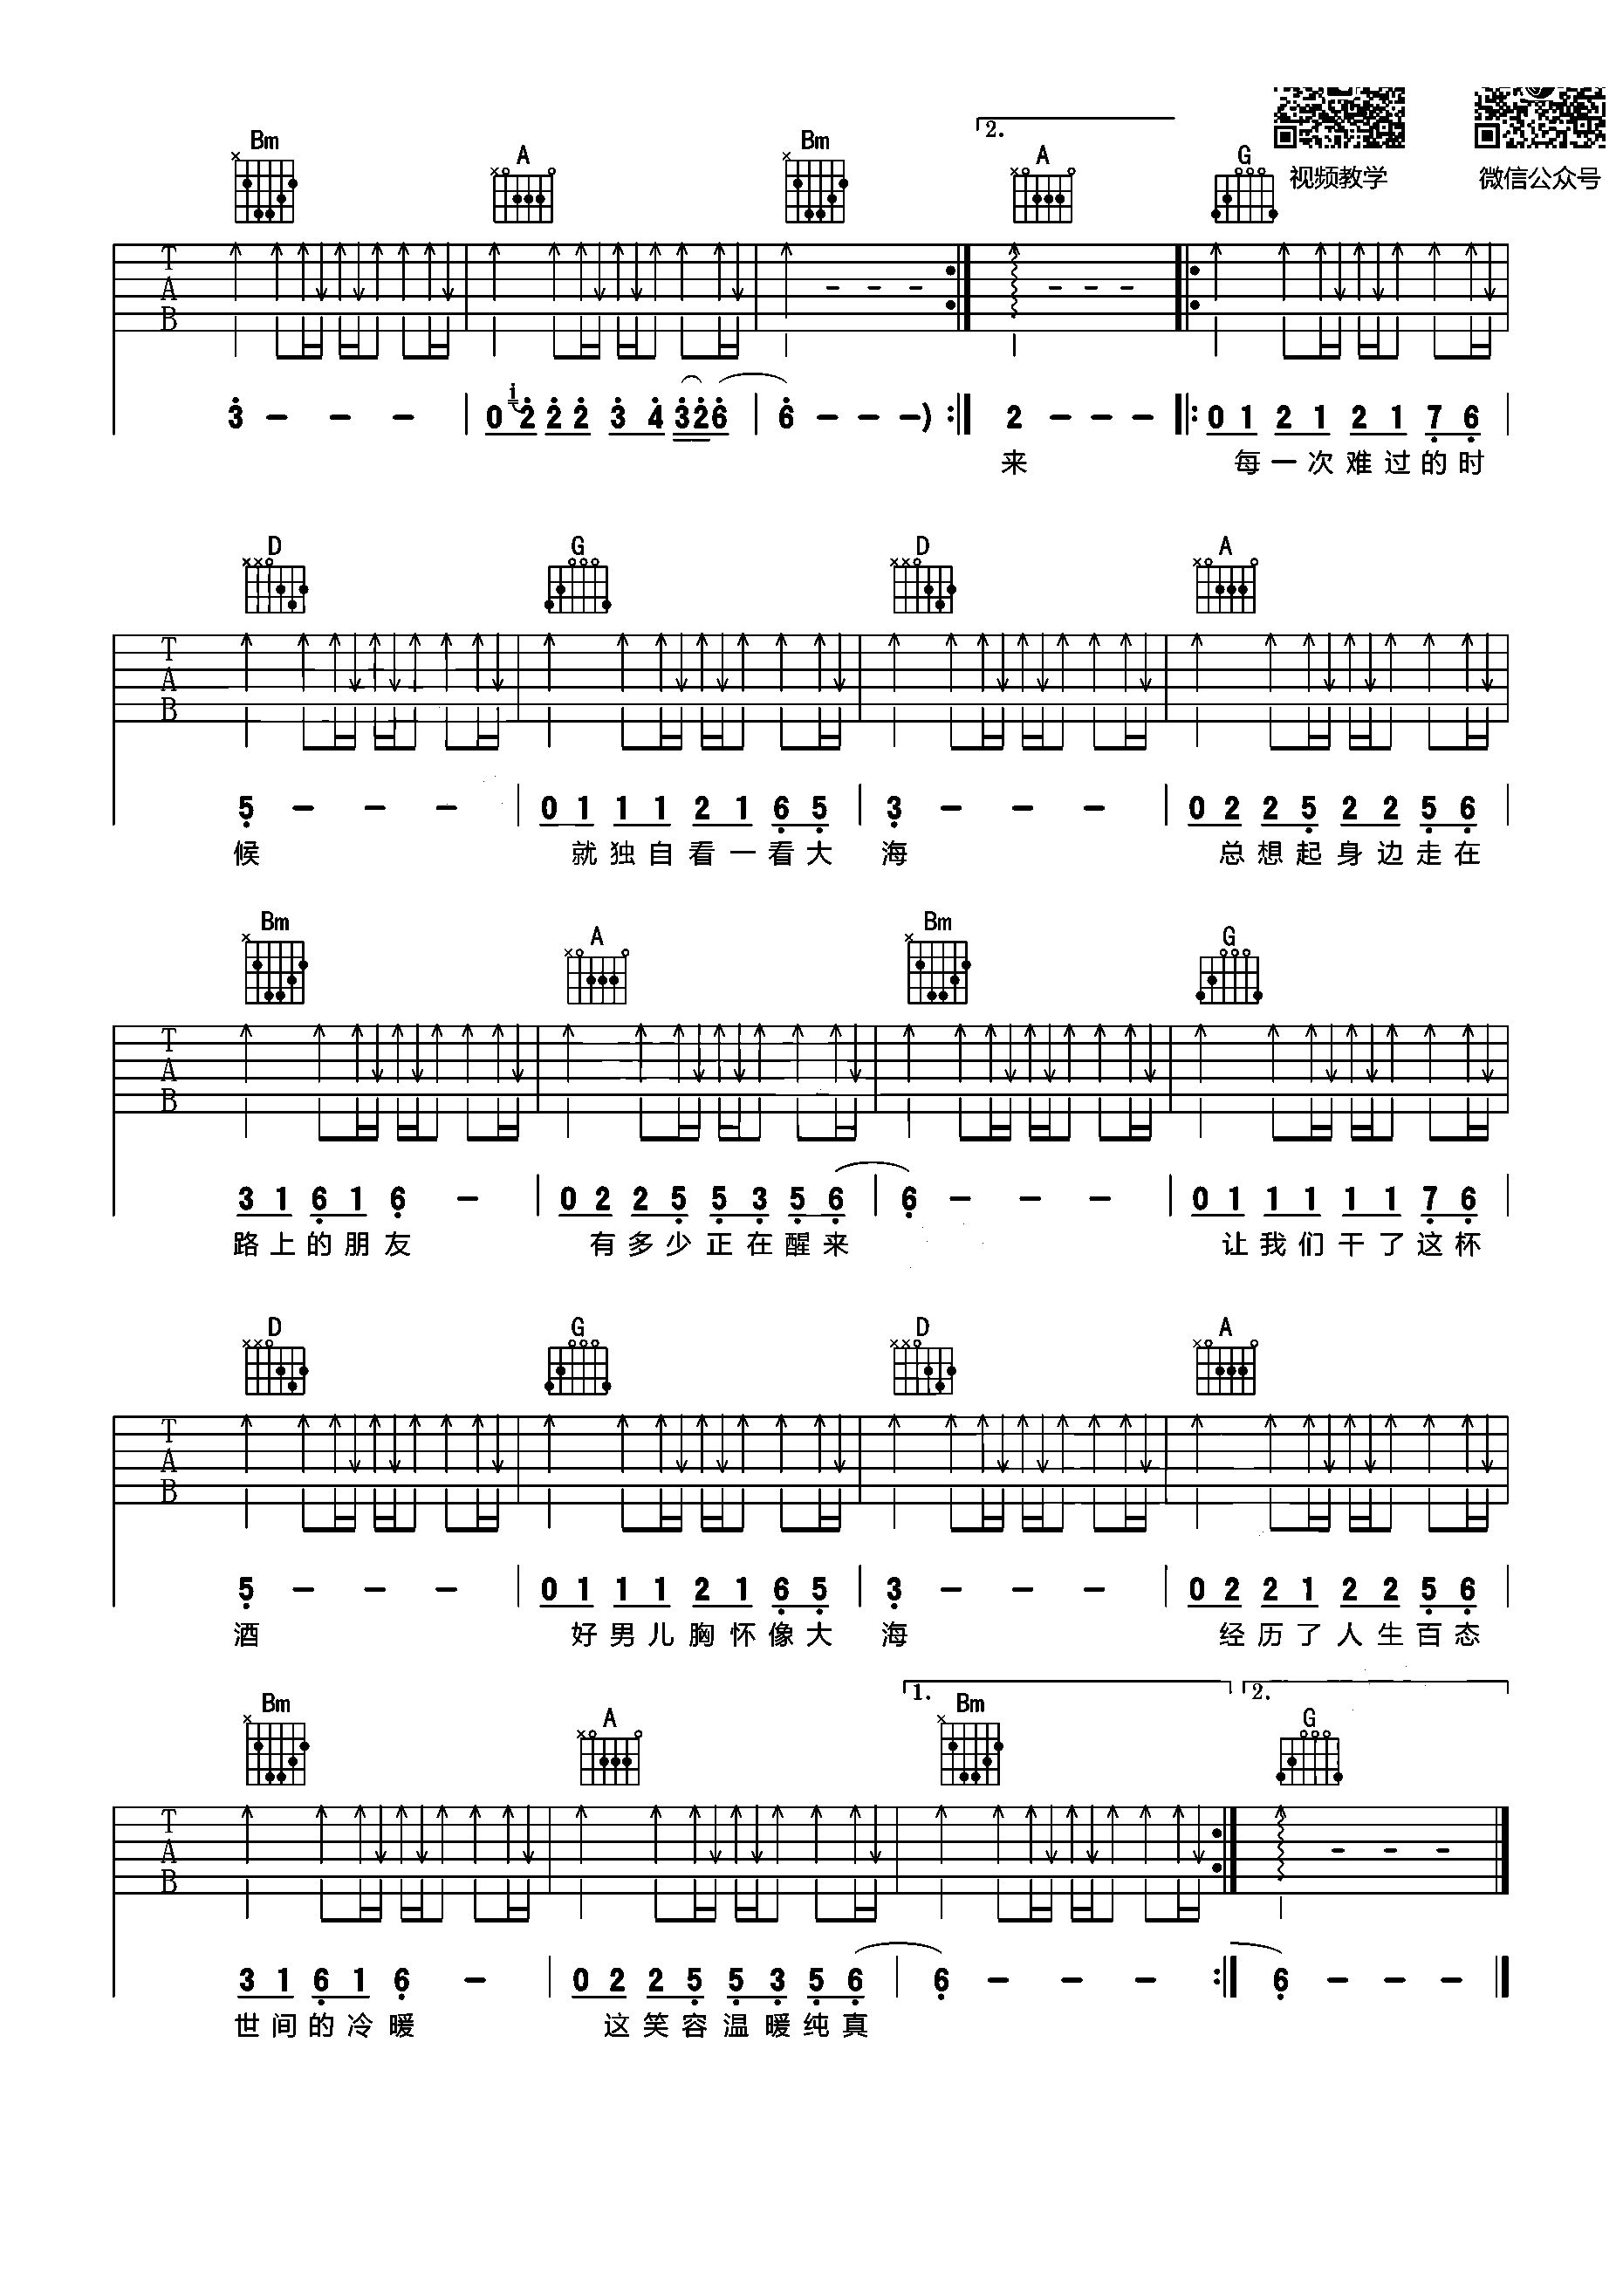 视频教学 微信公众号
Bm A Bm 2. A G
T A B
3 - - - | 0 i 2 2 2 3 4 3 2 6 | 6 - - - ) :| 2 - - - |: 0 1 2 1 2 1 7 6 |
来 每一次难过的时
D G D A
T A B
5 - - - | 0 1 1 1 2 1 6 5 | 3 - - - | 0 2 2 5 2 2 5 6 |
候 就独自看一看大 海 总想起身边走在
Bm A Bm G
T A B
3 1 6 1 6 - | 0 2 2 5 5 3 5 6 | 6 - - - | 0 1 1 1 1 1 7 6 |
路上的朋友 有多少正在醒来 让我们干了这杯
D G D A
T A B
5 - - - | 0 1 1 1 2 1 6 5 | 3 - - - | 0 2 2 1 2 2 5 6 |
酒 好男儿胸怀像大 海 经历了人生百态
Bm A 1. Bm 2. G
T A B
3 1 6 1 6 - | 0 2 2 5 5 3 5 6 | 6 - - - :| 6 - - - |
世间的冷暖 这笑容温暖纯真